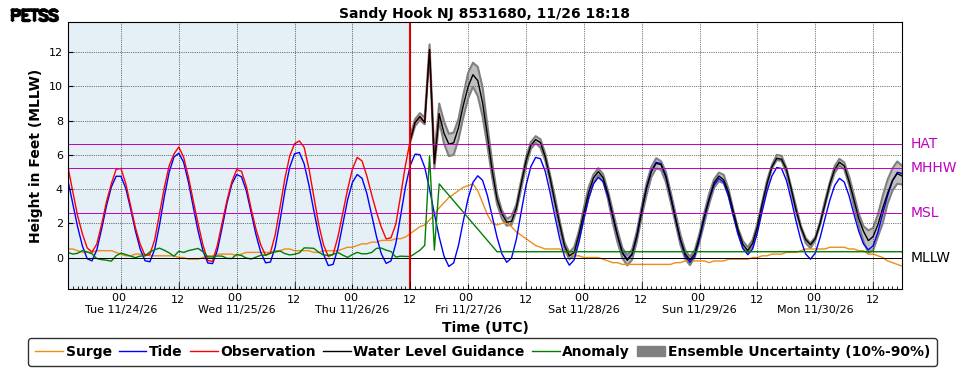 PETSS
Sandy Hook NJ 8531680, 11/26 18:18
Height in Feet (MLLW)
12
10
8
6
4
2
0
HAT
MHHW
MSL
MLLW
00 12 00 12 00 12 00 12 00 12 00 12 00 12
Tue 11/24/26 Wed 11/25/26 Thu 11/26/26 Fri 11/27/26 Sat 11/28/26 Sun 11/29/26 Mon 11/30/26
Time (UTC)
Surge Tide Observation Water Level Guidance Anomaly Ensemble Uncertainty (10%-90%)